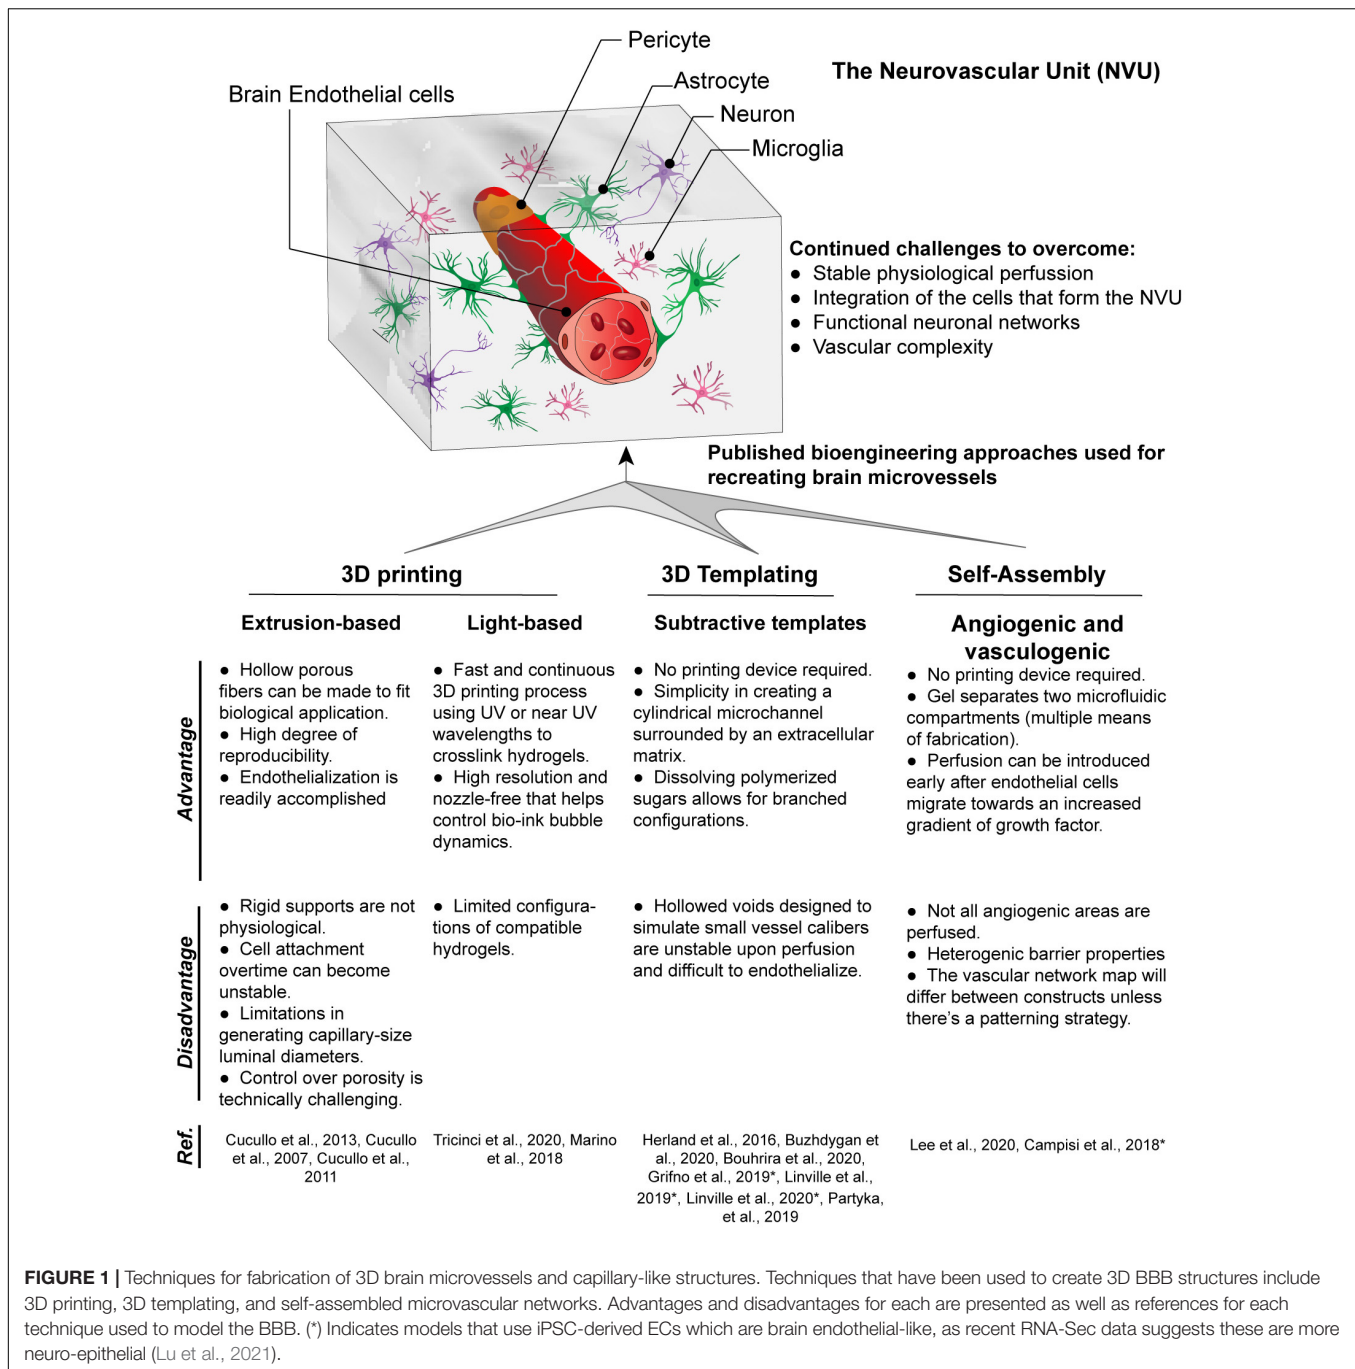 Pericyte
The Neurovascular Unit (NVU)
Astrocyte
Brain Endothelial cells
Neuron
Microglia
Continued challenges to overcome:
● Stable physiological perfussion
● Integration of the cells that form the NVU
● Functional neuronal networks
● Vascular complexity
Published bioengineering approaches used for
recreating brain microvessels
3D printing
3D Templating
Self-Assembly
Extrusion-based
Light-based
Subtractive templates
Angiogenic and
vasculogenic
Advantage
● Hollow porous
fibers can be made to fit
biological application.
● High degree of
reproducibility.
● Endothelialization is
readily accomplished
● Fast and continuous
3D printing process
using UV or near UV
wavelengths to
crosslink hydrogels.
● High resolution and
nozzle-free that helps
control bio-ink bubble
dynamics.
● No printing device required.
● Simplicity in creating a
cylindrical microchannel
surrounded by an extracellular
matrix.
● Dissolving polymerized
sugars allows for branched
configurations.
● No printing device required.
● Gel separates two microfluidic
compartments (multiple means
of fabrication).
● Perfusion can be introduced
early after endothelial cells
migrate towards an increased
gradient of growth factor.
Disadvantage
● Rigid supports are not
physiological.
● Cell attachment
overtime can become
unstable.
● Limitations in
generating capillary-size
luminal diameters.
● Control over porosity is
technically challenging.
● Limited configura-
tions of compatible
hydrogels.
● Hollowed voids designed to
simulate small vessel calibers
are unstable upon perfusion
and difficult to endothelialize.
● Not all angiogenic areas are
perfused.
● Heterogenic barrier properties
● The vascular network map will
differ between constructs unless
there's a patterning strategy.
Ref.
Cucullo et al., 2013, Cucullo
et al., 2007, Cucullo et al.,
2011
Tricinci et al., 2020, Marino
et al., 2018
Herland et al., 2016, Buzhdygan et
al., 2020, Bouhrira et al., 2020,
Grifno et al., 2019*, Linville et al.,
2019*, Linville et al., 2020*, Partyka,
et al., 2019
Lee et al., 2020, Campisi et al., 2018*
FIGURE 1 | Techniques for fabrication of 3D brain microvessels and capillary-like structures. Techniques that have been used to create 3D BBB structures include
3D printing, 3D templating, and self-assembled microvascular networks. Advantages and disadvantages for each are presented as well as references for each
technique used to model the BBB. (*) Indicates models that use iPSC-derived ECs which are brain endothelial-like, as recent RNA-Sec data suggests these are more
neuro-epithelial (Lu et al., 2021).